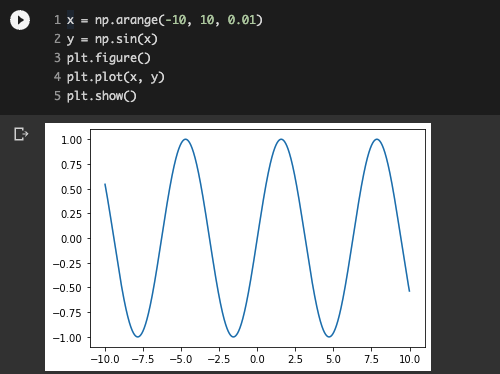 1 x = np.arange(-10, 10, 0.01)
2 y = np.sin(x)
3 plt.figure()
4 plt.plot(x, y)
5 plt.show()
1.00
0.75
0.50
0.25
0.00
−0.25
−0.50
−0.75
−1.00
−10.0 −7.5 −5.0 −2.5 0.0 2.5 5.0 7.5 10.0